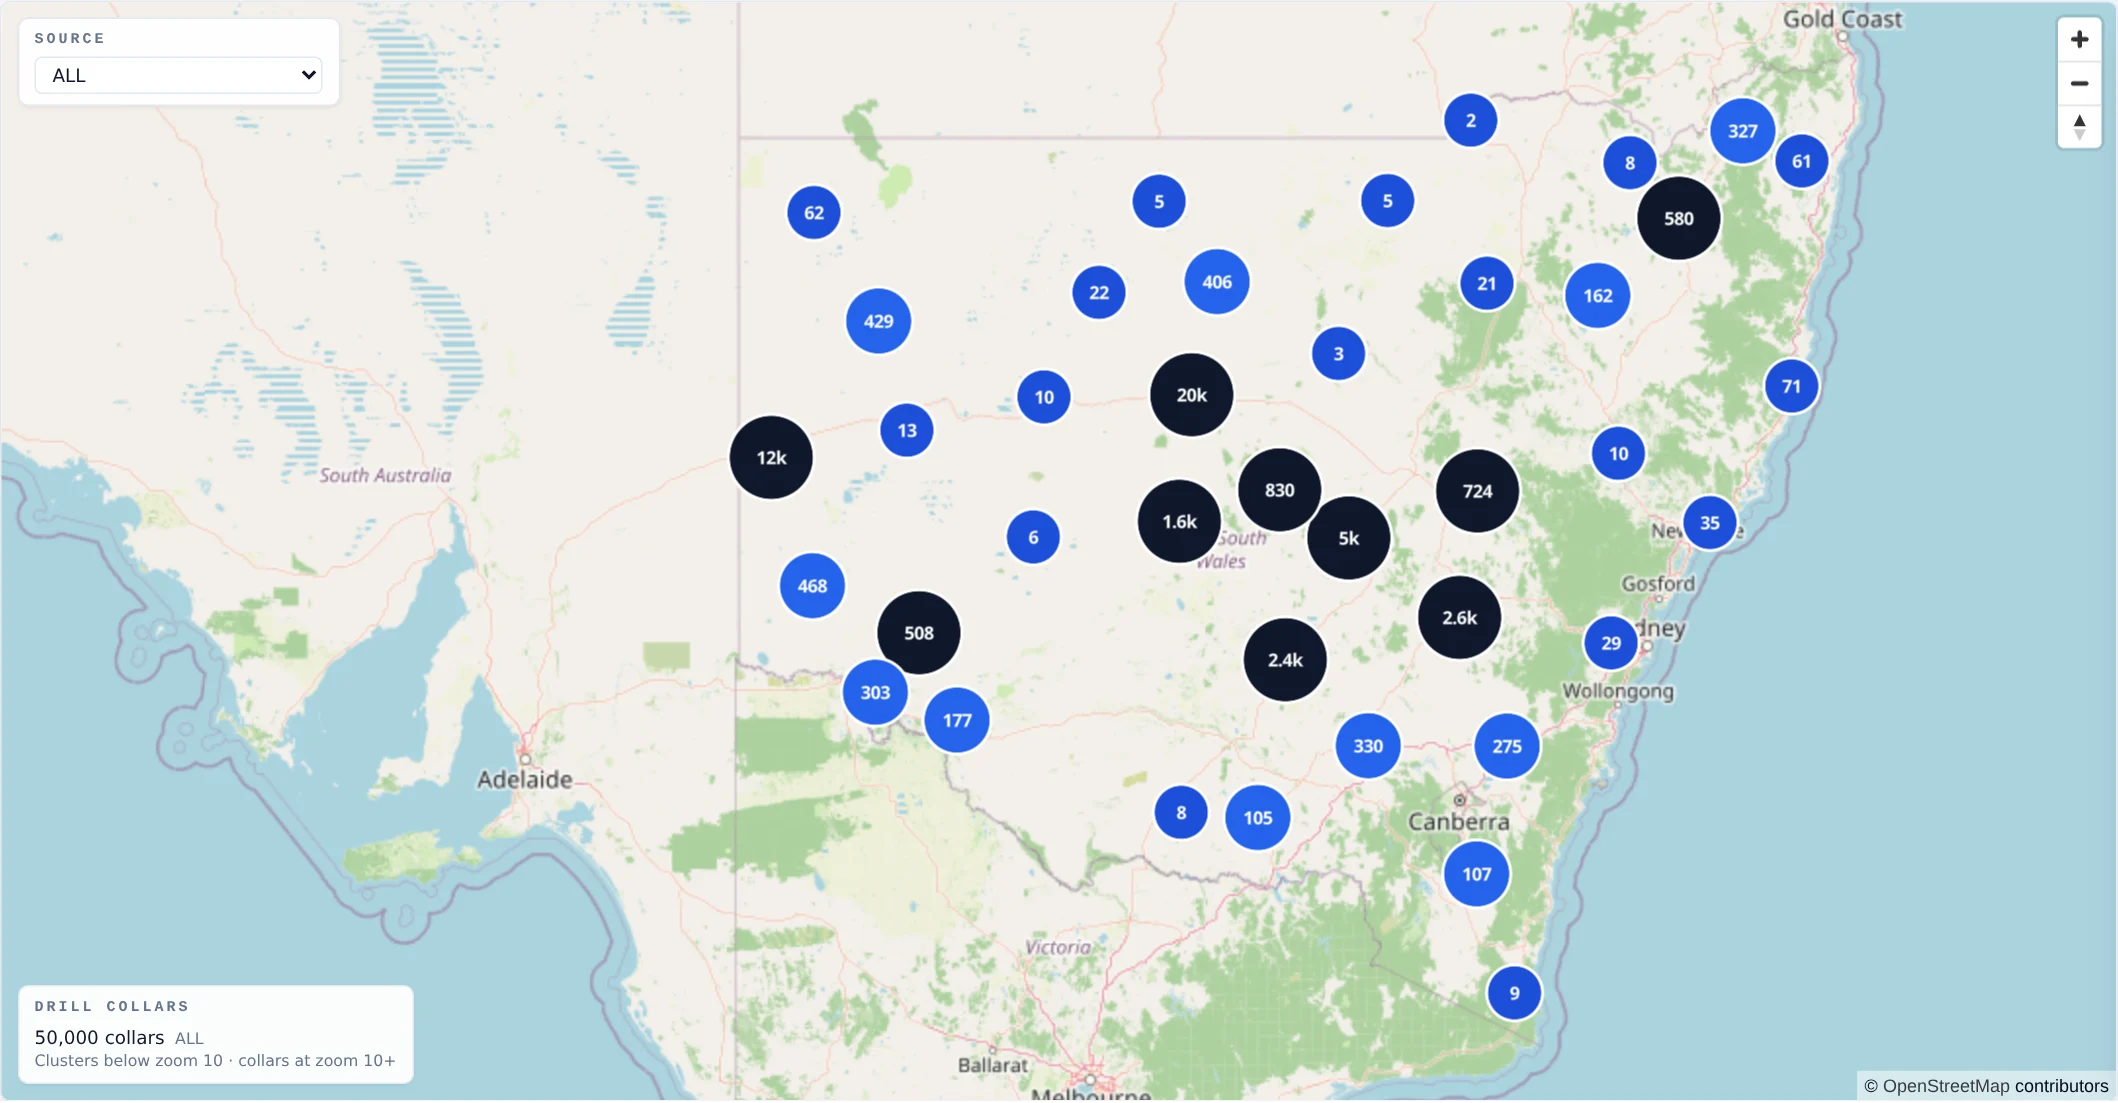 SOURCE
ALL
Gold Coast
2
327
8
61
62
5
5
580
22
406
21
162
429
3
10
20k
71
13
12k
10
South Australia
830
724
1.6k
35
South
Wales
5k
6
Gosford
468
2.6k
508
29
2.4k
Wollongong
303
177
330
275
Adelaide
8
105
Canberra
107
Victoria
9
DRILL COLLARS
50,000 collars ALL
Clusters below zoom 10 · collars at zoom 10+
Ballarat
Melbourne
© OpenStreetMap contributors